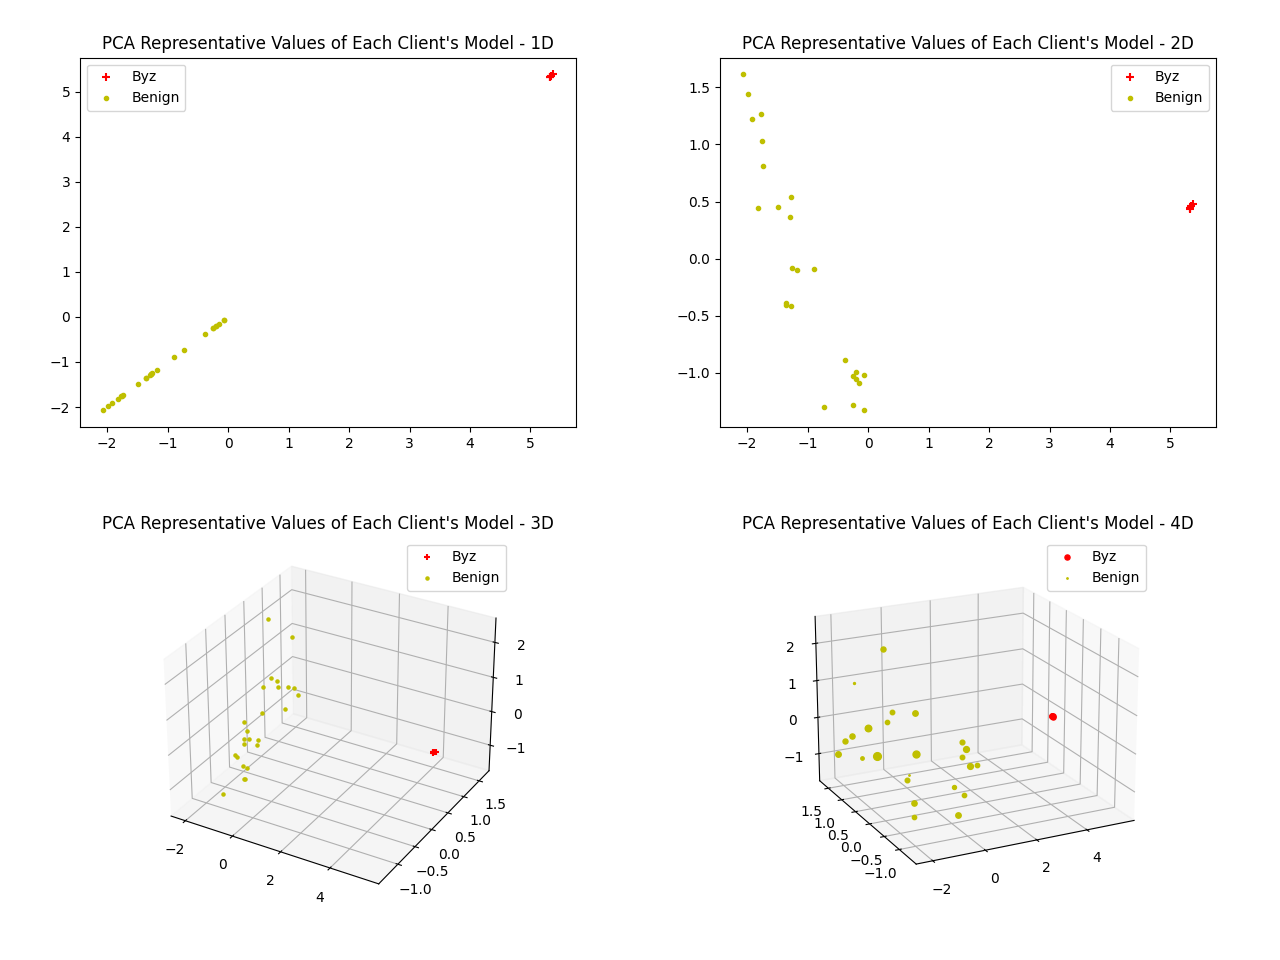 PCA Representative Values of Each Client's Model - 1D
Byz
Benign
5
4
3
2
1
0
−1
−2
−2 −1 0 1 2 3 4 5
PCA Representative Values of Each Client's Model - 2D
Byz
Benign
1.5
1.0
0.5
0.0
−0.5
−1.0
−2 −1 0 1 2 3 4 5
PCA Representative Values of Each Client's Model - 3D
Byz
Benign
2
1
0
−1
1.5
1.0
0.5
0.0
−0.5
−1.0
−2 0 2 4
PCA Representative Values of Each Client's Model - 4D
Byz
Benign
2
1
0
−1
1.5
1.0
0.5
0.0
−0.5
−1.0
−2 0 2 4